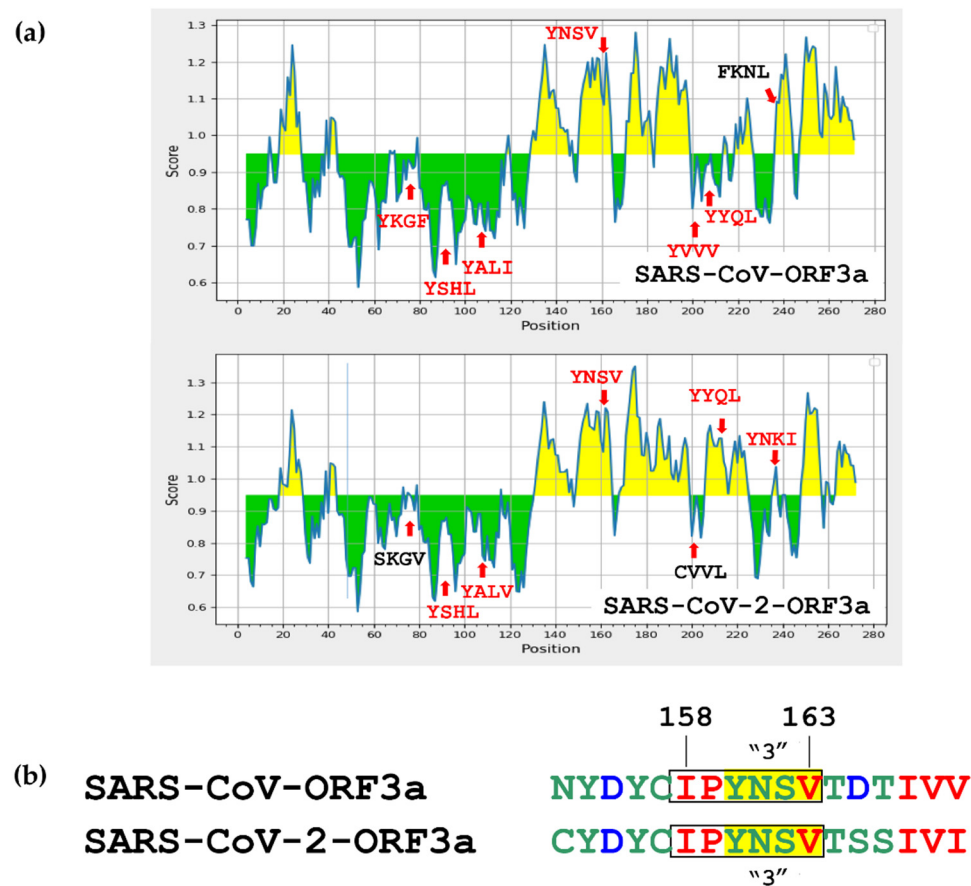 (a)
1.3
1.2
1.1
1.0
0.9
0.8
0.7
0.6
Score
YNSV
FKNL
YKGF
YSHL
YALI
YYQL
YVVV
SARS-CoV-ORF3a
0 20 40 60 80 100 120 140 160 180 200 220 240 260 280
Position
1.3
1.2
1.1
1.0
0.9
0.8
0.7
0.6
Score
YNSV
YYQL
YNKI
SKGV
YSHL
YALV
CVVL
SARS-CoV-2-ORF3a
0 20 40 60 80 100 120 140 160 180 200 220 240 260 280
Position
158 163
"3"
(b)
SARS-CoV-ORF3a NYDYCIPYNSVTDTIVV
SARS-CoV-2-ORF3a CYDYCIPYNSVTSSIVI
"3"